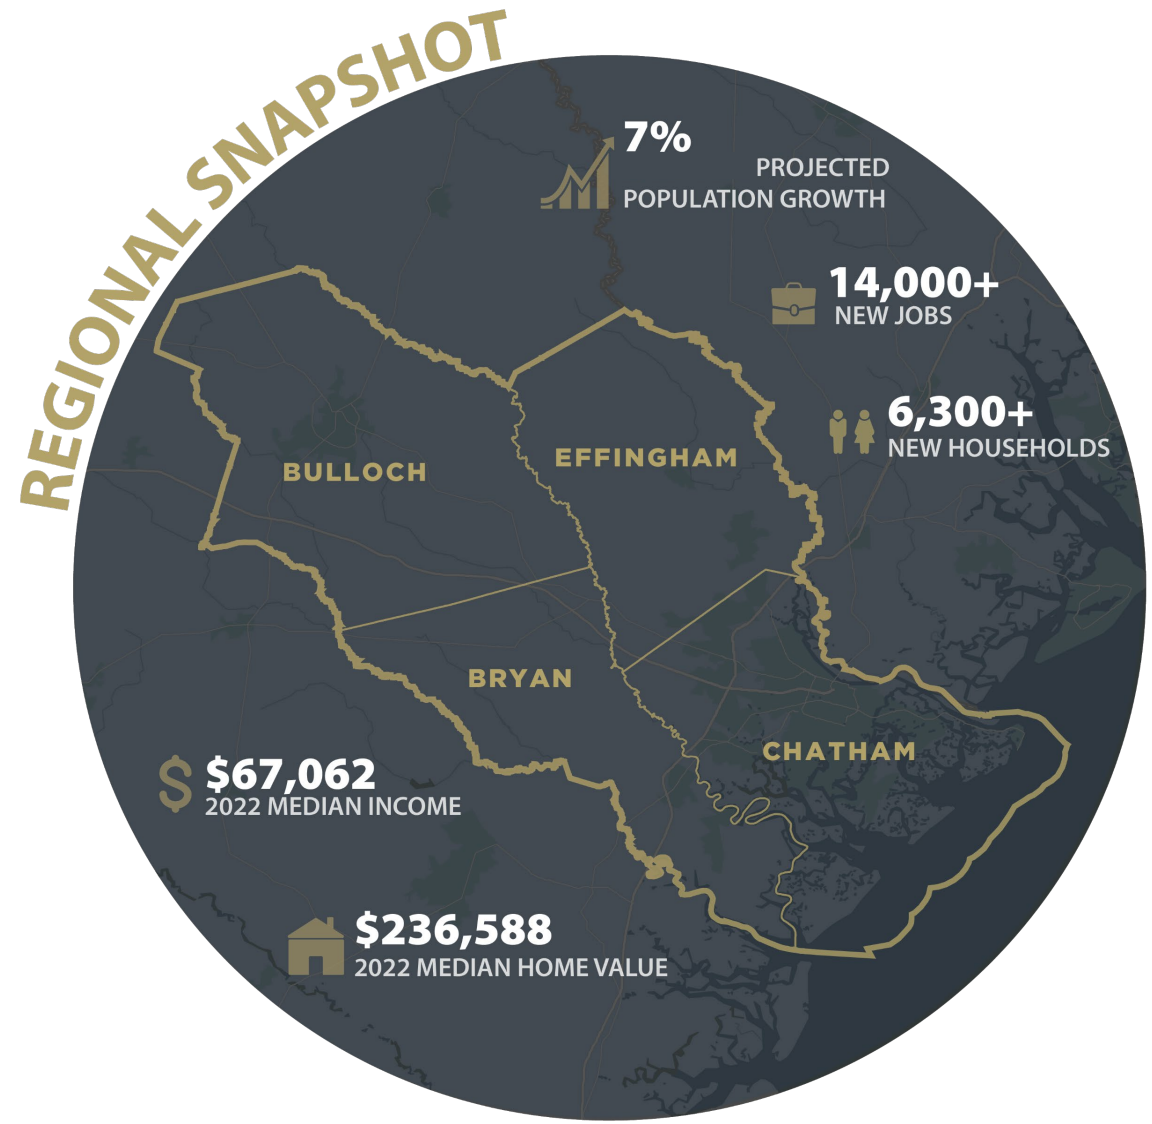 REGIONAL SNAPSHOT
7%
PROJECTED
POPULATION GROWTH
14,000+
NEW JOBS
6,300+
NEW HOUSEHOLDS
EFFINGHAM
BULLOCH
BRYAN
CHATHAM
$ $67,062
2022 MEDIAN INCOME
$236,588
2022 MEDIAN HOME VALUE